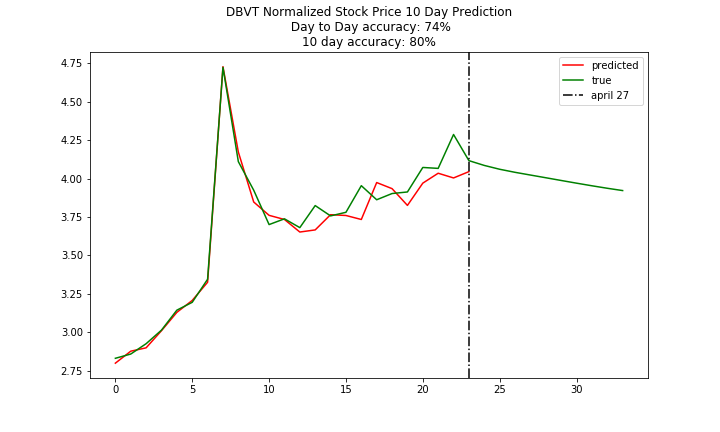 DBVT Normalized Stock Price 10 Day Prediction
Day to Day accuracy: 74%
10 day accuracy: 80%
predicted
true
april 27
4.75
4.50
4.25
4.00
3.75
3.50
3.25
3.00
2.75
0 5 10 15 20 25 30